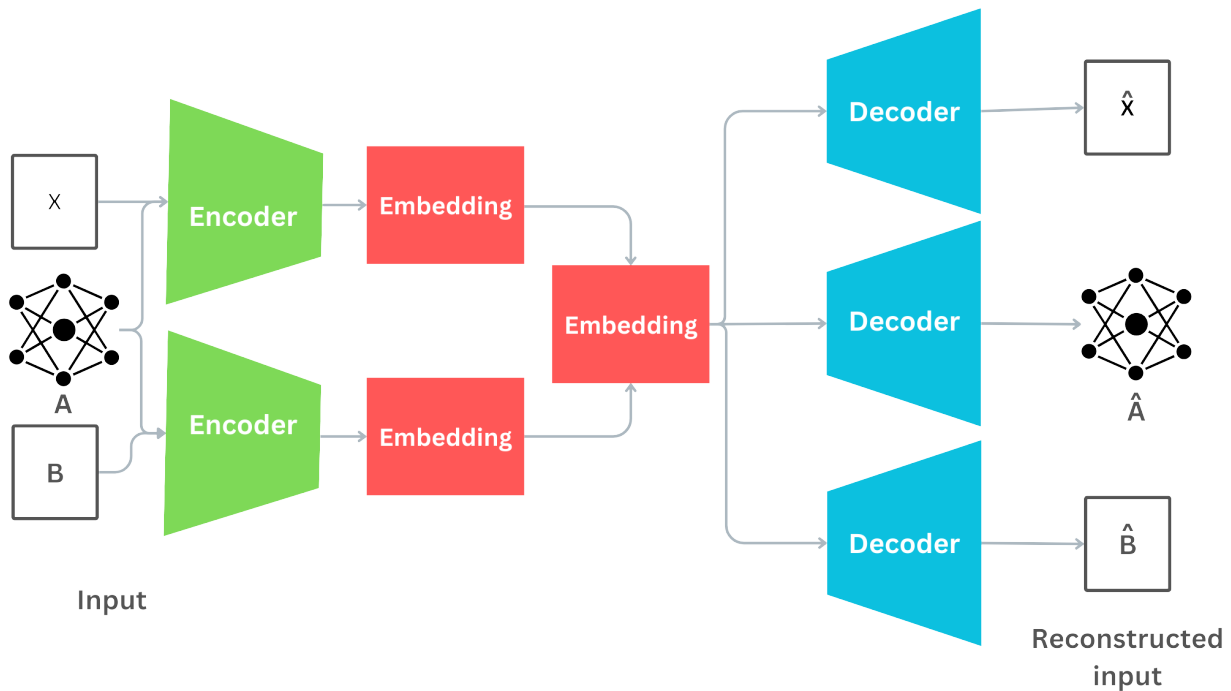 X
A
B
Input
Encoder
Encoder
Embedding
Embedding
Embedding
Decoder
Decoder
Decoder
X̂
Â
B̂
Reconstructed
input